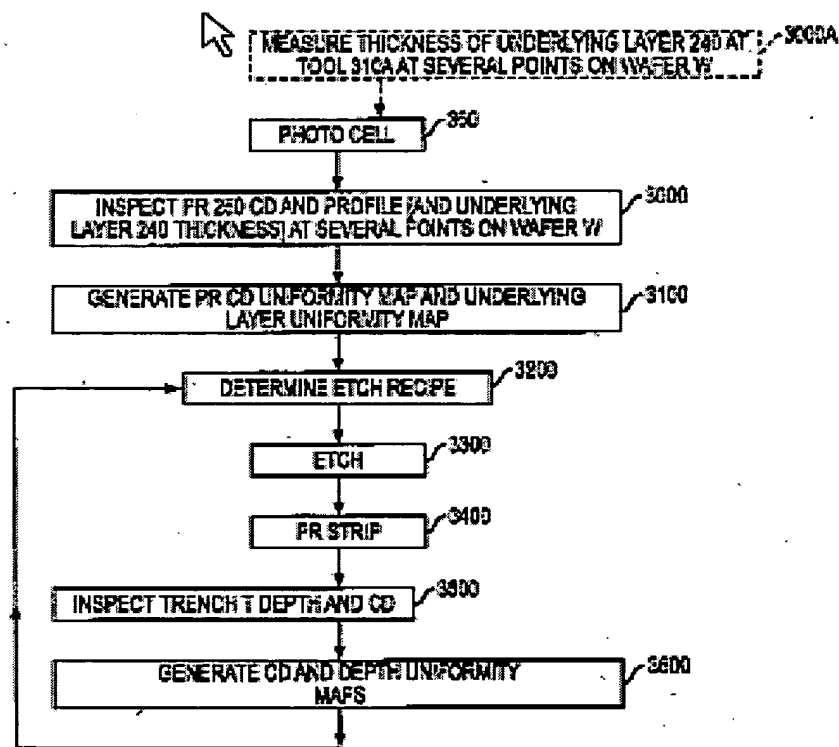 MEASURE THICKNESS OF UNDERLYING LAYER 240 AT
TOOL 310A AT SEVERAL POINTS ON WAFER W
3000A
PHOTO CELL
360
INSPECT PR 250 CD AND PROFILE [AND UNDERLYING
LAYER 240 THICKNESS] AT SEVERAL POINTS ON WAFER W
3000
GENERATE PR CD UNIFORMITY MAP AND UNDERLYING
LAYER UNIFORMITY MAP
3100
DETERMINE ETCH RECIPE
3200
ETCH
3300
PR STRIP
3400
INSPECT TRENCH T DEPTH AND CD
3500
GENERATE CD AND DEPTH UNIFORMITY
MAPS
3600